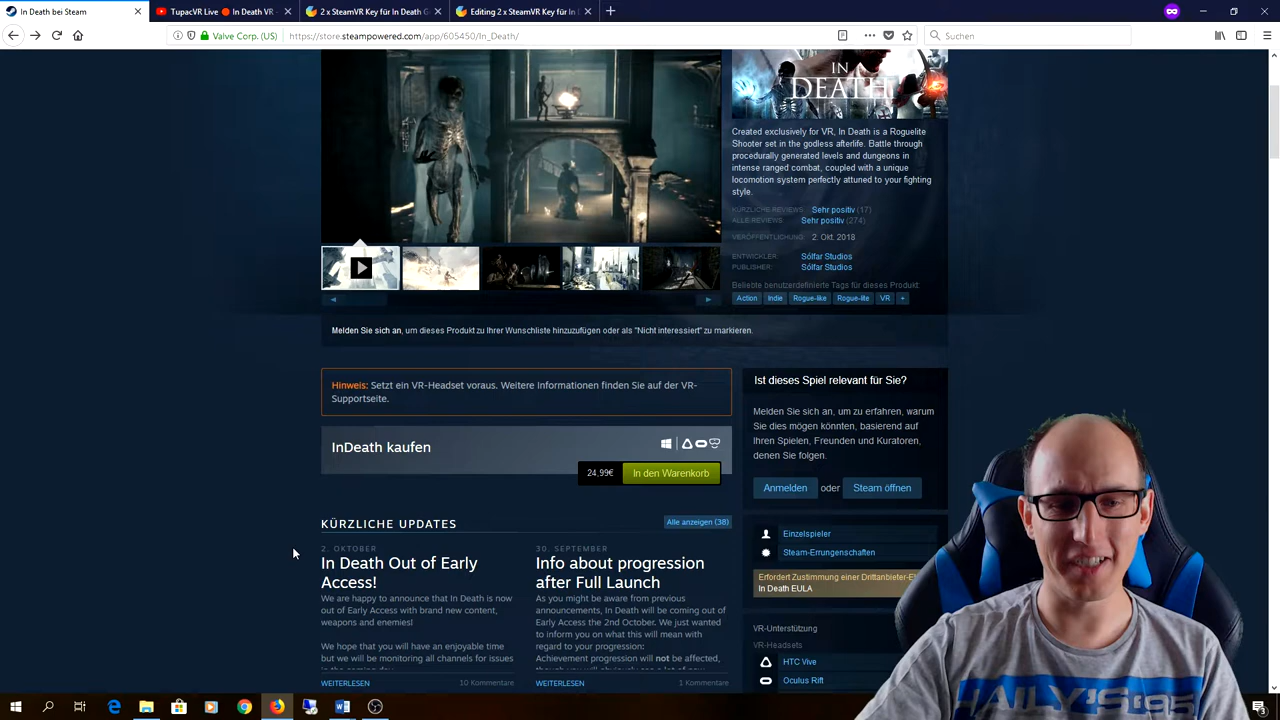 In Death bei Steam
TupacVR Live 🔴 In Death VR -
2 x SteamVR Key für In Death G
Editing 2 x SteamVR Key für In
Valve Corp. (US)
https://store.steampowered.com/app/605450/In_Death/
Suchen
IN
DEATH
Created exclusively for VR, In Death is a Roguelite
Shooter set in the godless afterlife. Battle through
procedurally generated levels and dungeons in
intense ranged combat, coupled with a unique
locomotion system perfectly attuned to your fighting
style.
KÜRZLICHE REVIEWS: Sehr positiv (17)
ALLE REVIEWS: Sehr positiv (274)
VERÖFFENTLICHUNG: 2. Okt. 2018
ENTWICKLER: Sólfar Studios
PUBLISHER: Sólfar Studios
Beliebte benutzerdefinierte Tags für dieses Produkt:
Action Indie Rogue-like Rogue-lite VR +
Melden Sie sich an, um dieses Produkt zu Ihrer Wunschliste hinzuzufügen oder als "Nicht interessiert" zu markieren.
Hinweis: Setzt ein VR-Headset voraus. Weitere Informationen finden Sie auf der VR-
Supportseite.
InDeath kaufen
24,99€ In den Warenkorb
KÜRZLICHE UPDATES
Alle anzeigen (38)
2. OKTOBER
In Death Out of Early
Access!
We are happy to announce that In Death is now
out of Early Access with brand new content,
weapons and enemies!
We hope that you will have an enjoyable time
but we will be monitoring all channels for issues
WEITERLESEN
10 Kommentare
30. SEPTEMBER
Info about progression
after Full Launch
As you might be aware from previous
announcements, In Death will be coming out of
Early Access the 2nd October. We just wanted
to inform you on what this will mean with
regard to your progression:
Achievement progression will not be affected,
WEITERLESEN
1 Kommentare
Ist dieses Spiel relevant für Sie?
Melden Sie sich an, um zu erfahren, warum
Sie dies mögen könnten, basierend auf
Ihren Spielen, Freunden und Kuratoren,
denen Sie folgen.
Anmelden oder Steam öffnen
Einzelspieler
Steam-Errungenschaften
Erfordert Zustimmung einer Drittanbieter-E
In Death EULA
VR-Unterstützung
VR-Headsets
HTC Vive
Oculus Rift
3